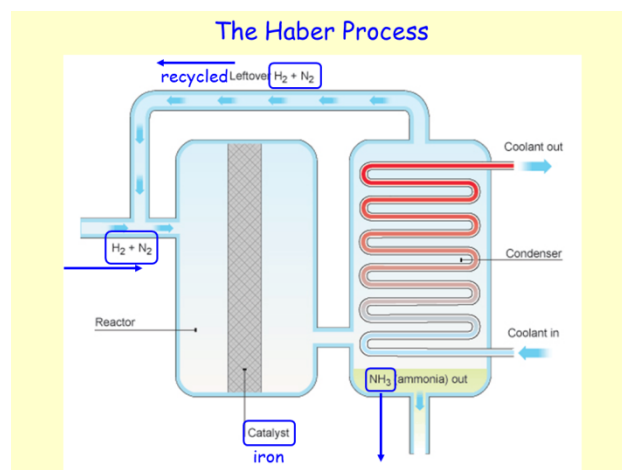 The Haber Process
recycled Leftover H₂ + N₂
Coolant out
H₂ + N₂
Condenser
Reactor
Coolant in
NH₃ (ammonia) out
Catalyst
iron